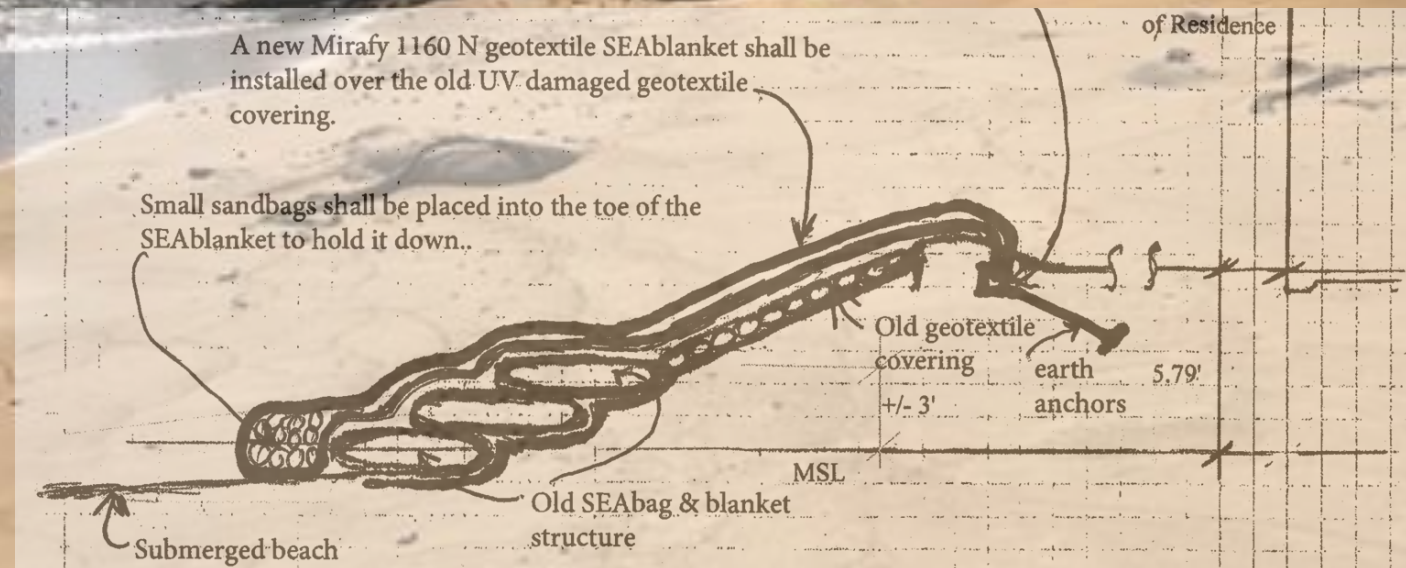 of Residence
A new Mirafy 1160 N geotextile SEAblanket shall be
installed over the old UV damaged geotextile
covering.
Small sandbags shall be placed into the toe of the
SEAblanket to hold it down..
Old geotextile
covering
+/- 3'
earth
anchors
5.79'
MSL
Old SEAbag & blanket
structure
Submerged beach